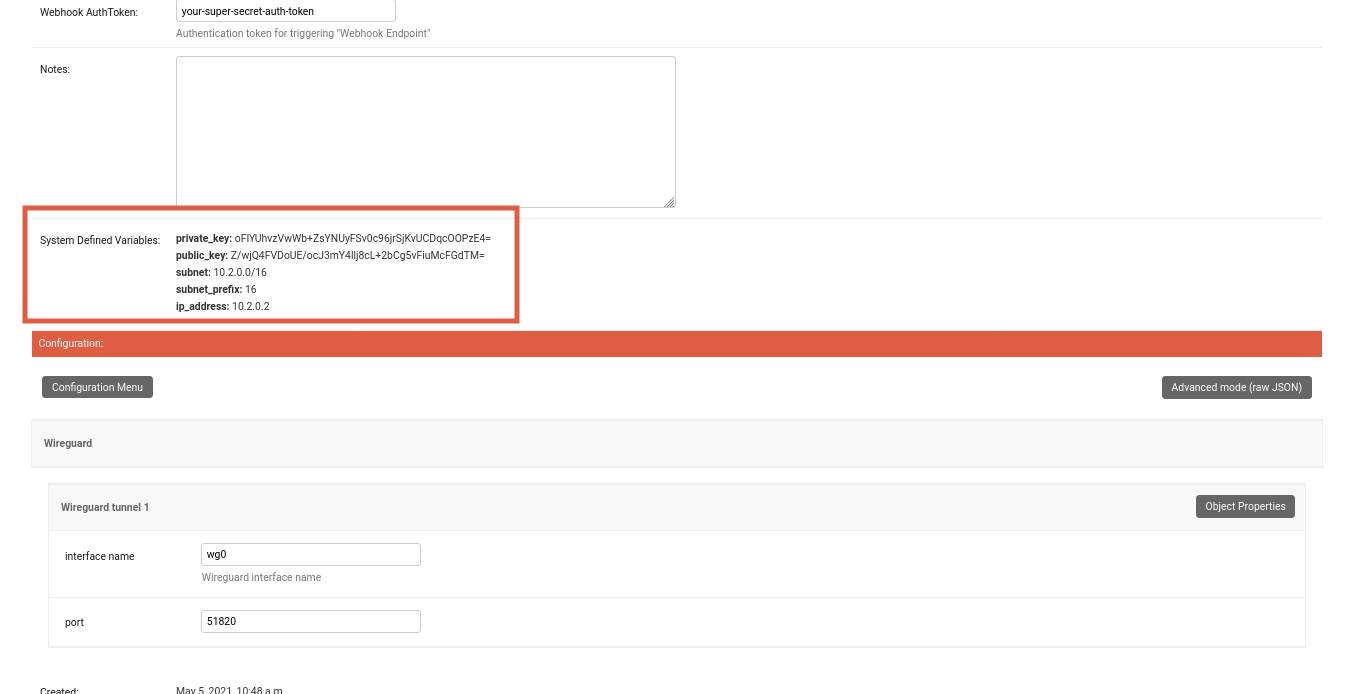 Webhook AuthToken:
your-super-secret-auth-token
Authentication token for triggering "Webhook Endpoint"
Notes:
System Defined Variables:
private_key: oFIYUhvzVwWb+ZsYNUyFSv0c96jrSjKvUCDqcOOPzE4=
public_key: Z/wjQ4FVDoUE/ocJ3mY4Ilj8cL+2bCg5vFiuMcFGdTM=
subnet: 10.2.0.0/16
subnet_prefix: 16
ip_address: 10.2.0.2
Configuration:
Configuration Menu
Advanced mode (raw JSON)
Wireguard
Wireguard tunnel 1
Object Properties
interface name
wg0
Wireguard interface name
port
51820
Created:
May 5, 2021, 10:48 a.m.